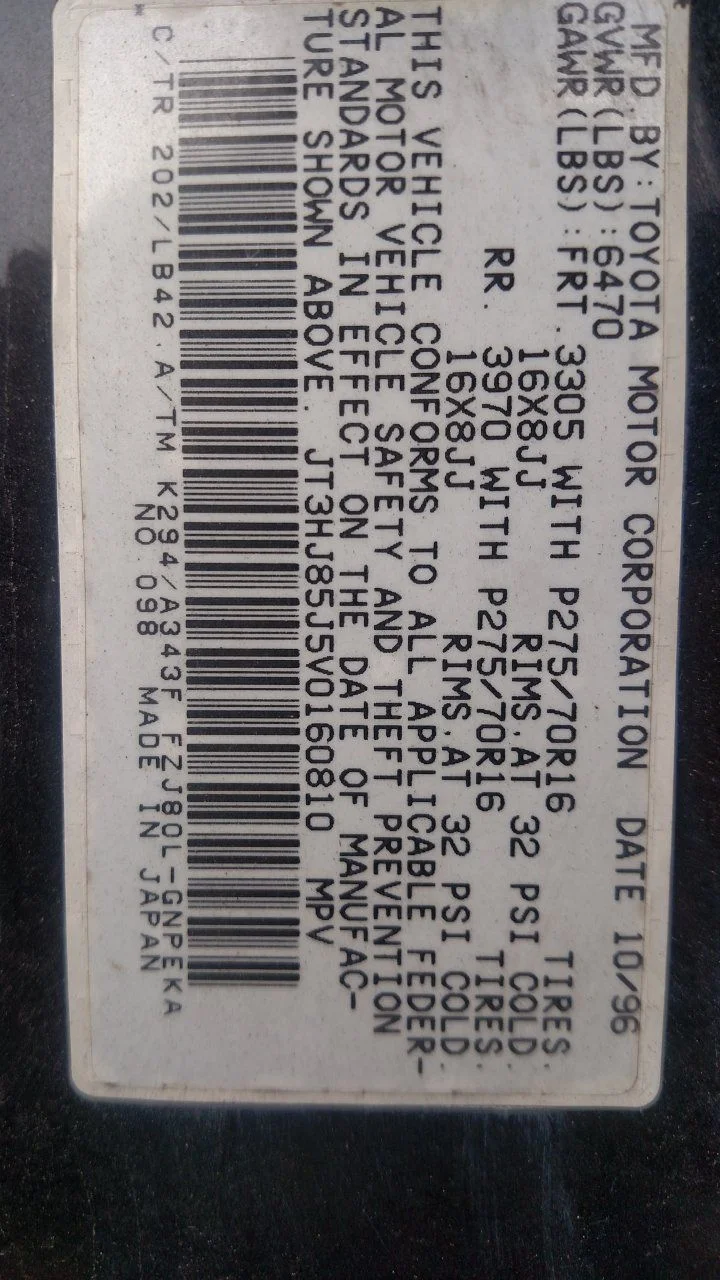 MFD. BY: TOYOTA MOTOR CORPORATION DATE 10/96
GVWR(LBS):6470
GAWR(LBS):FRT. 3305 WITH P275/70R16 TIRES.
16X8JJ RIMS.AT 32 PSI COLD.
RR. 3970 WITH P275/70R16 TIRES.
16X8JJ RIMS.AT 32 PSI COLD.
THIS VEHICLE CONFORMS TO ALL APPLICABLE FEDER-
AL MOTOR VEHICLE SAFETY AND THEFT PREVENTION
STANDARDS IN EFFECT ON THE DATE OF MANUFAC-
TURE SHOWN ABOVE. JT3HJ85J5V0160810 MPV
C/TR 202/LB42.A/TM K294/A343F FZJ80L-GNPEKA
* NO.098 MADE IN JAPAN